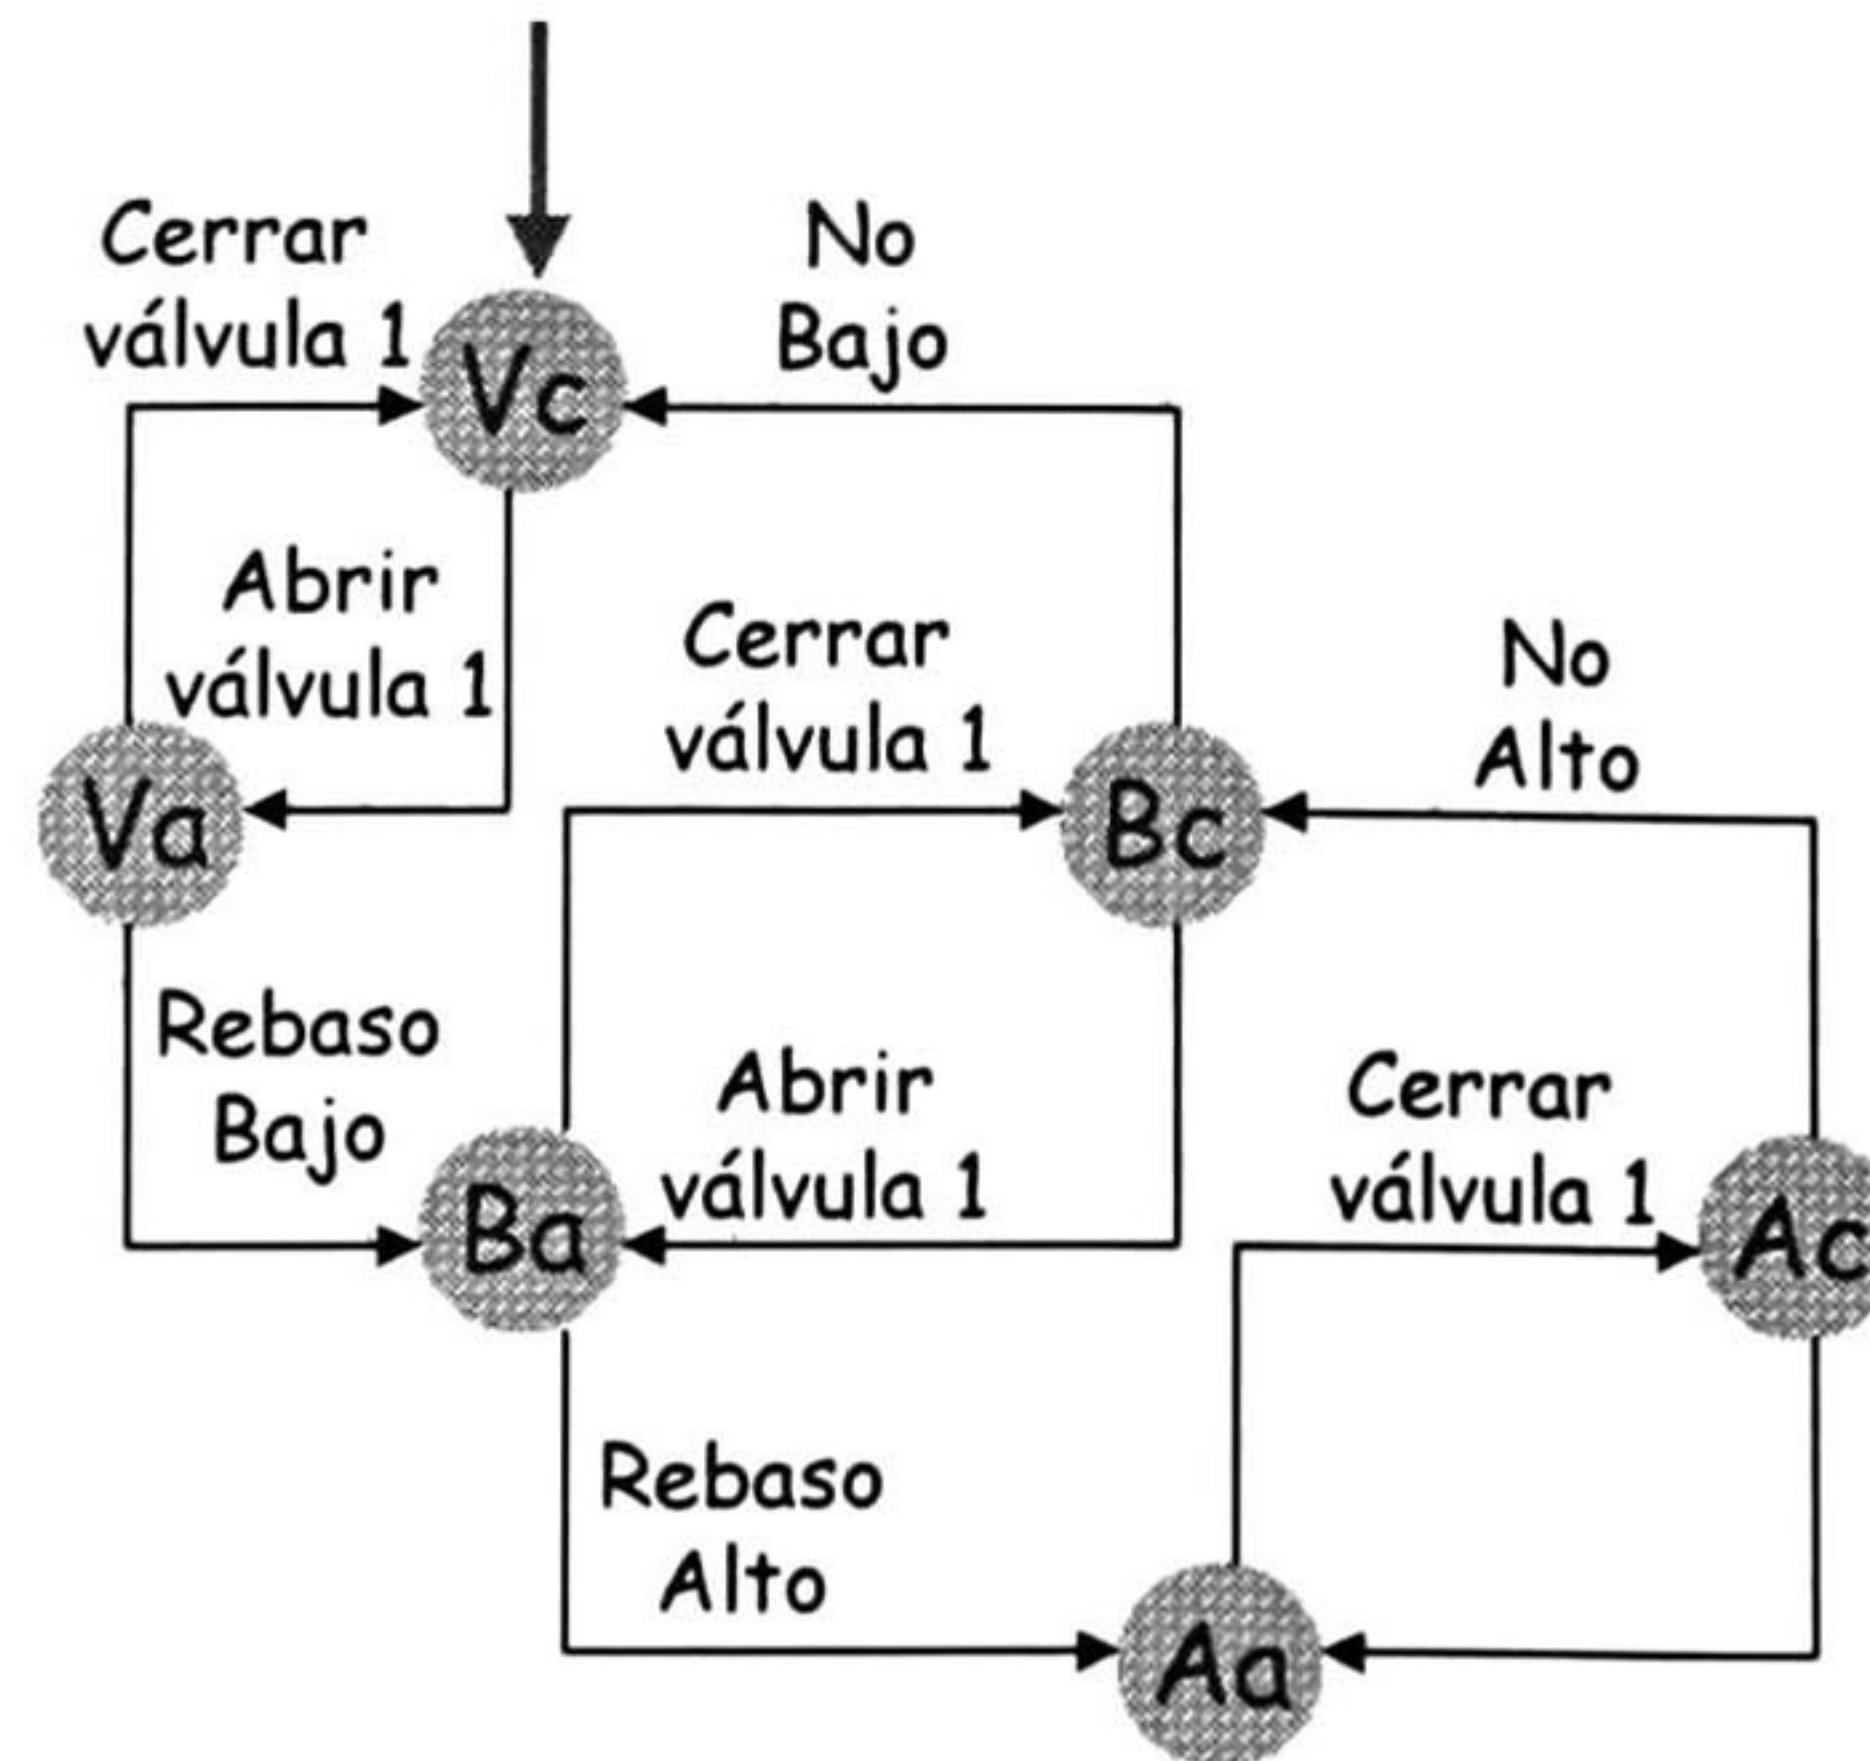 Cerrar
válvula 1
No
Bajo
Vc
Abrir
válvula 1
Cerrar
válvula 1
No
Alto
Va
Bc
Rebaso
Bajo
Abrir
válvula 1
Cerrar
válvula 1
Ba
Ac
Rebaso
Alto
Aa